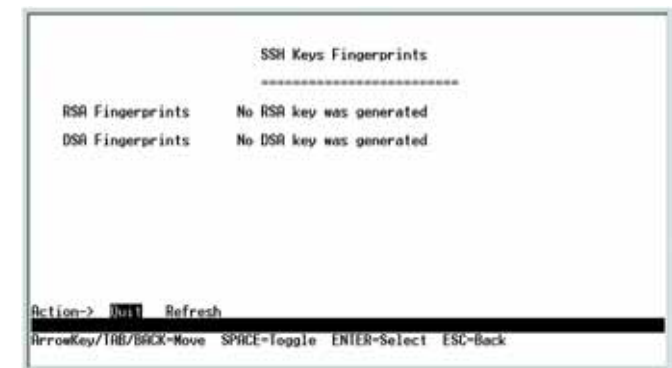 SSH Keys Fingerprints
==========================
RSA Fingerprints No RSA key was generated
DSA Fingerprints No DSA key was generated
Action-> Quit Refresh
ArrowKey/TAB/BACK=Move SPACE=Toggle ENTER=Select ESC=Back